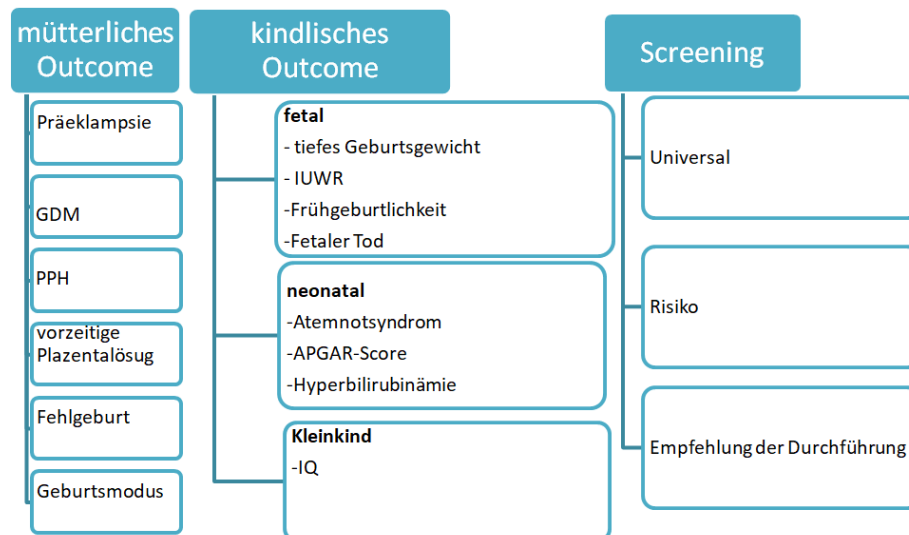 mütterliches
Outcome
Präeklampsie
GDM
PPH
vorzeitige
Plazentalösug
Fehlgeburt
Geburtsmodus
kindlisches
Outcome
fetal
- tiefes Geburtsgewicht
- IUWR
-Frühgeburtlichkeit
-Fetaler Tod
neonatal
-Atemnotsyndrom
-APGAR-Score
-Hyperbilirubinämie
Kleinkind
-IQ
Screening
Universal
Risiko
Empfehlung der Durchführung